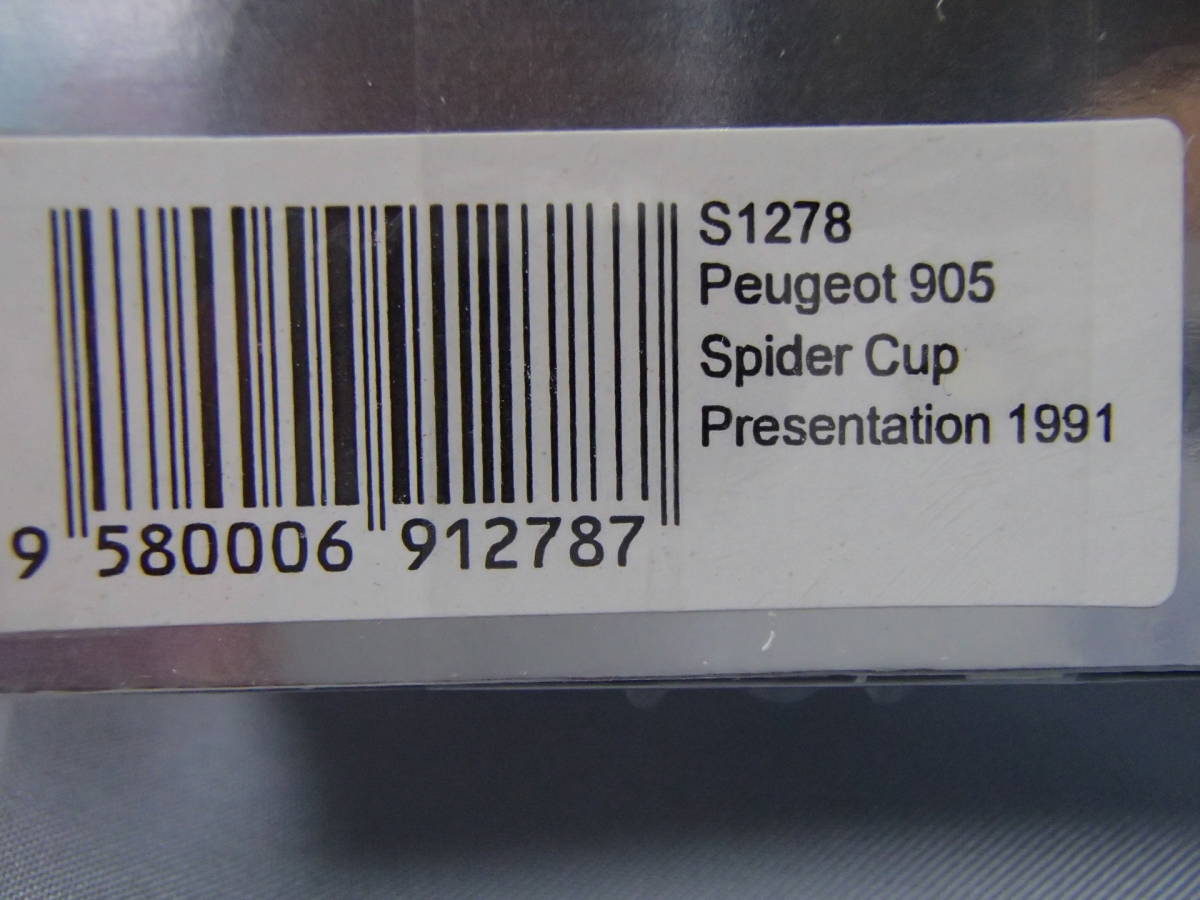 S1278
Peugeot 905
Spider Cup
Presentation 1991
9 580006 912787